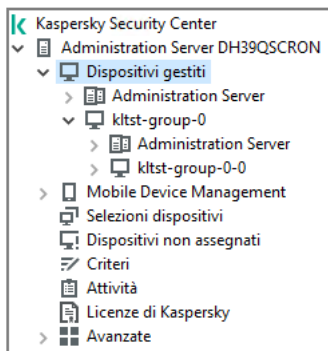 Kaspersky Security Center
Administration Server DH39QSCRON
Dispositivi gestiti
Administration Server
kltst-group-0
Administration Server
kltst-group-0-0
Mobile Device Management
Selezioni dispositivi
Dispositivi non assegnati
Criteri
Attività
Licenze di Kaspersky
Avanzate